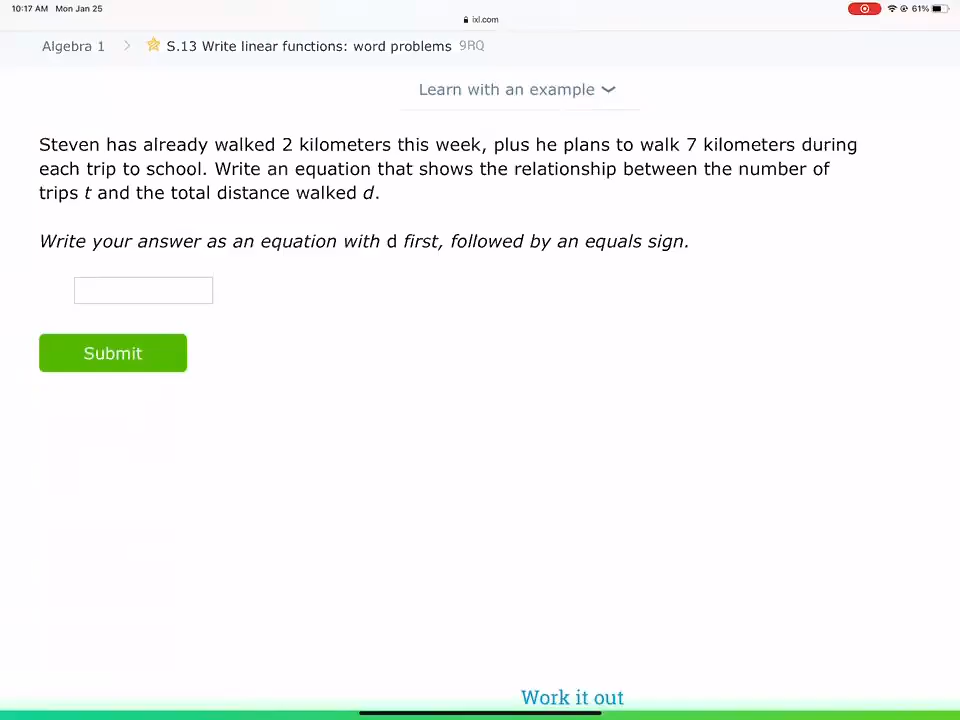 10:17 AM Mon Jan 25
61%
ixl.com
Algebra 1 > S.13 Write linear functions: word problems 9RQ
Learn with an example
Steven has already walked 2 kilometers this week, plus he plans to walk 7 kilometers during
each trip to school. Write an equation that shows the relationship between the number of
trips t and the total distance walked d.
Write your answer as an equation with d first, followed by an equals sign.
Submit
Work it out